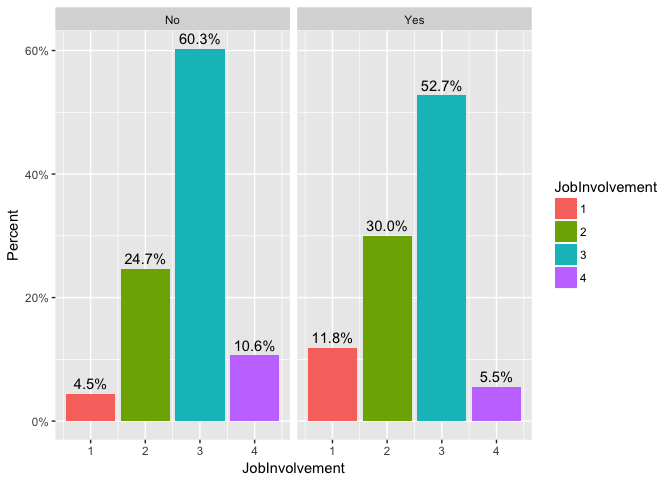 No
Yes
60.3%
60%
52.7%
40%
Percent
JobInvolvement
1
2
3
4
30.0%
24.7%
20%
11.8%
10.6%
5.5%
4.5%
0%
1 2 3 4
1 2 3 4
JobInvolvement